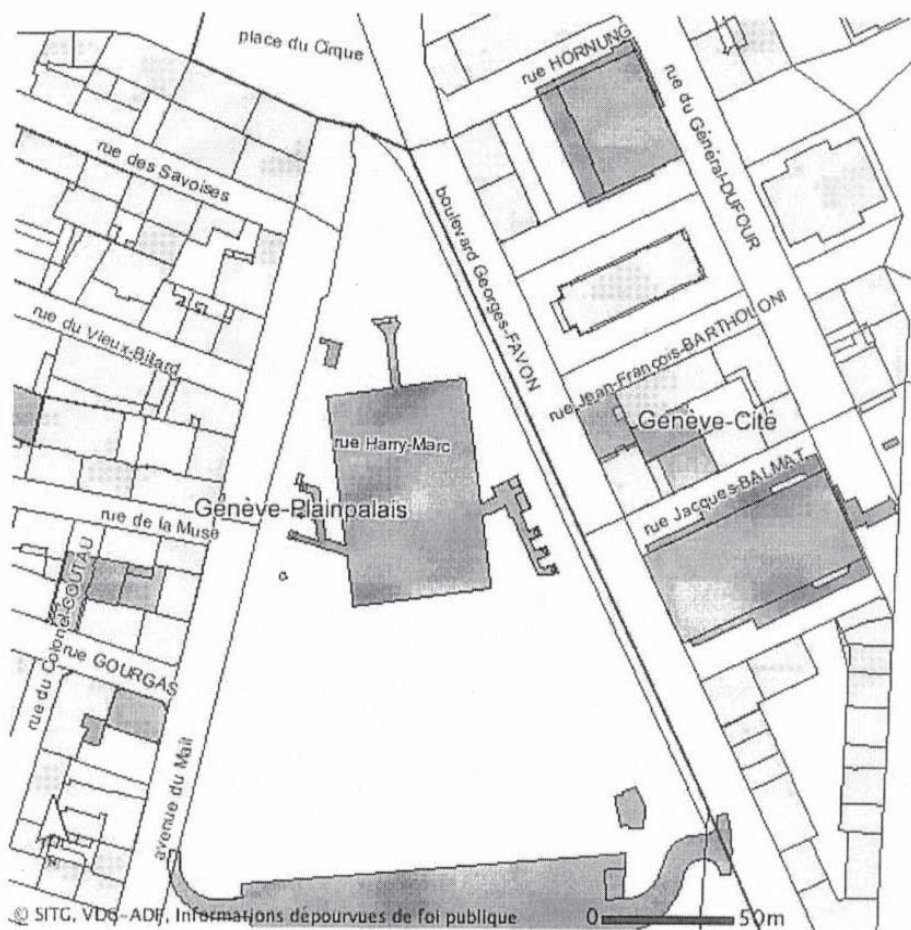 place du Cirque
rue HORNUNG
rue du Général-DUFOUR
rue des Savoises
boulevard Georges-FAVON
rue du Vieux-Billard
rue Jean-François-BARTHOLONI
Genève-Cité
rue Harry-Marc
rue Jacques-BALMAT
Genève-Plainpalais
rue de la Muse
rue du Colonel-COUTAU
rue GOURGAS
avenue du Mail
© SITG, VDG-ADF, Informations dépourvues de foi publique
0 50m